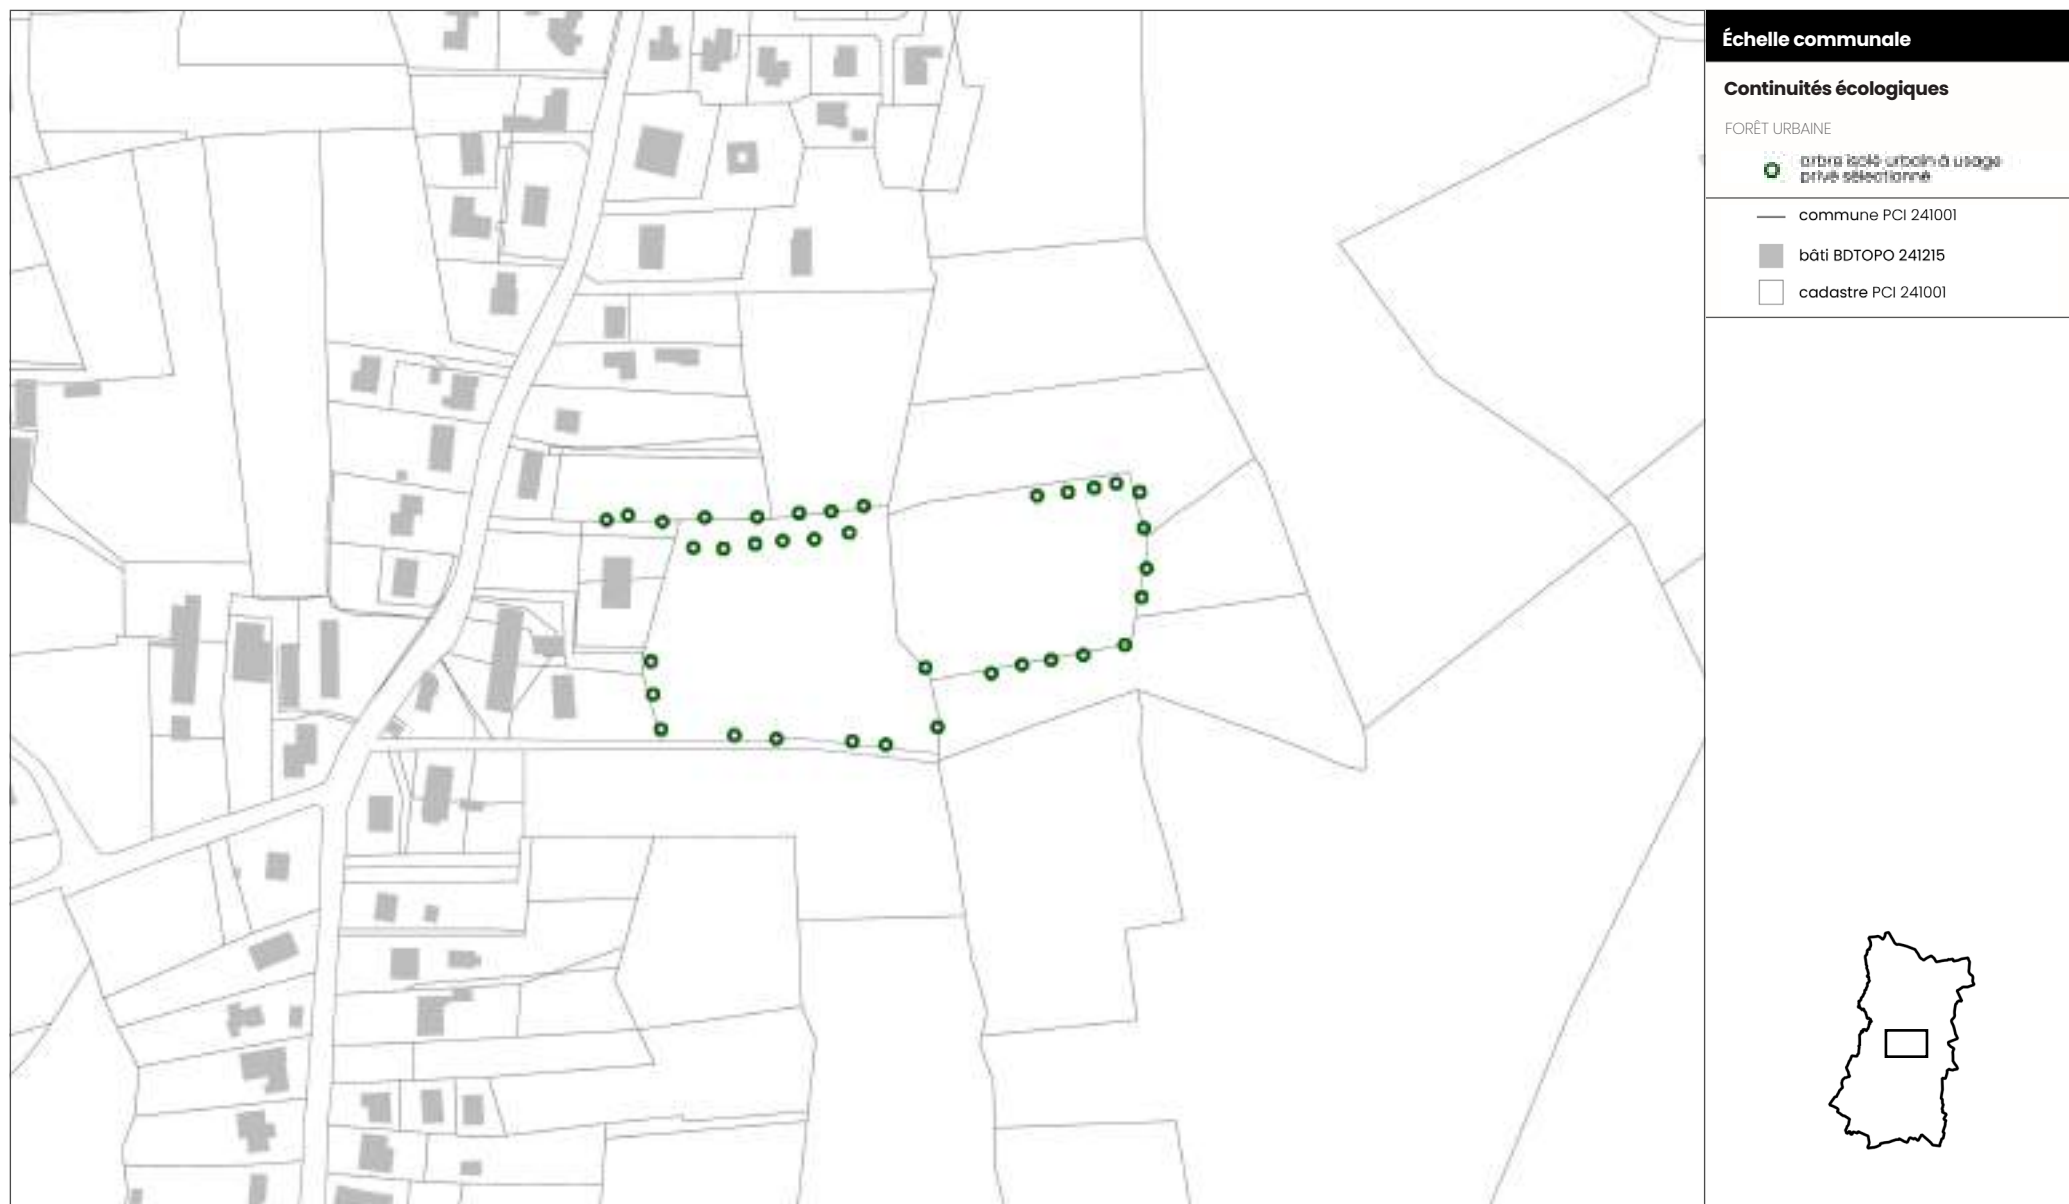 Échelle communale
Continuités écologiques
FORÊT URBAINE
arbre isolé urbain à usage
privé sélectionné
commune PCI 241001
bâti BDTOPO 241215
cadastre PCI 241001